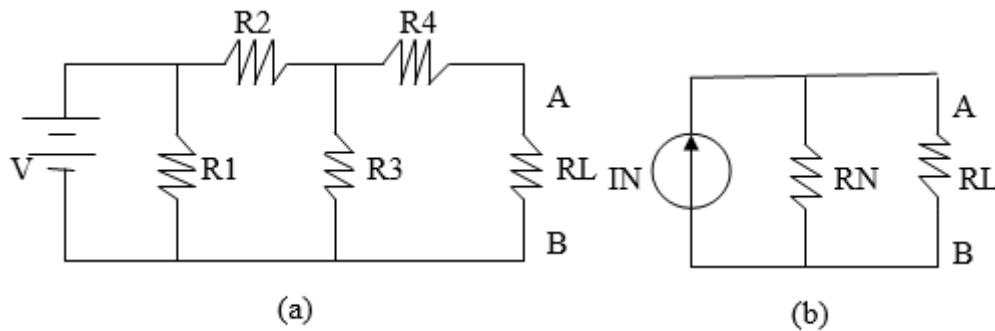 R2 R4
A
V R1 R3 RL
B
(a)
A
IN RN RL
B
(b)